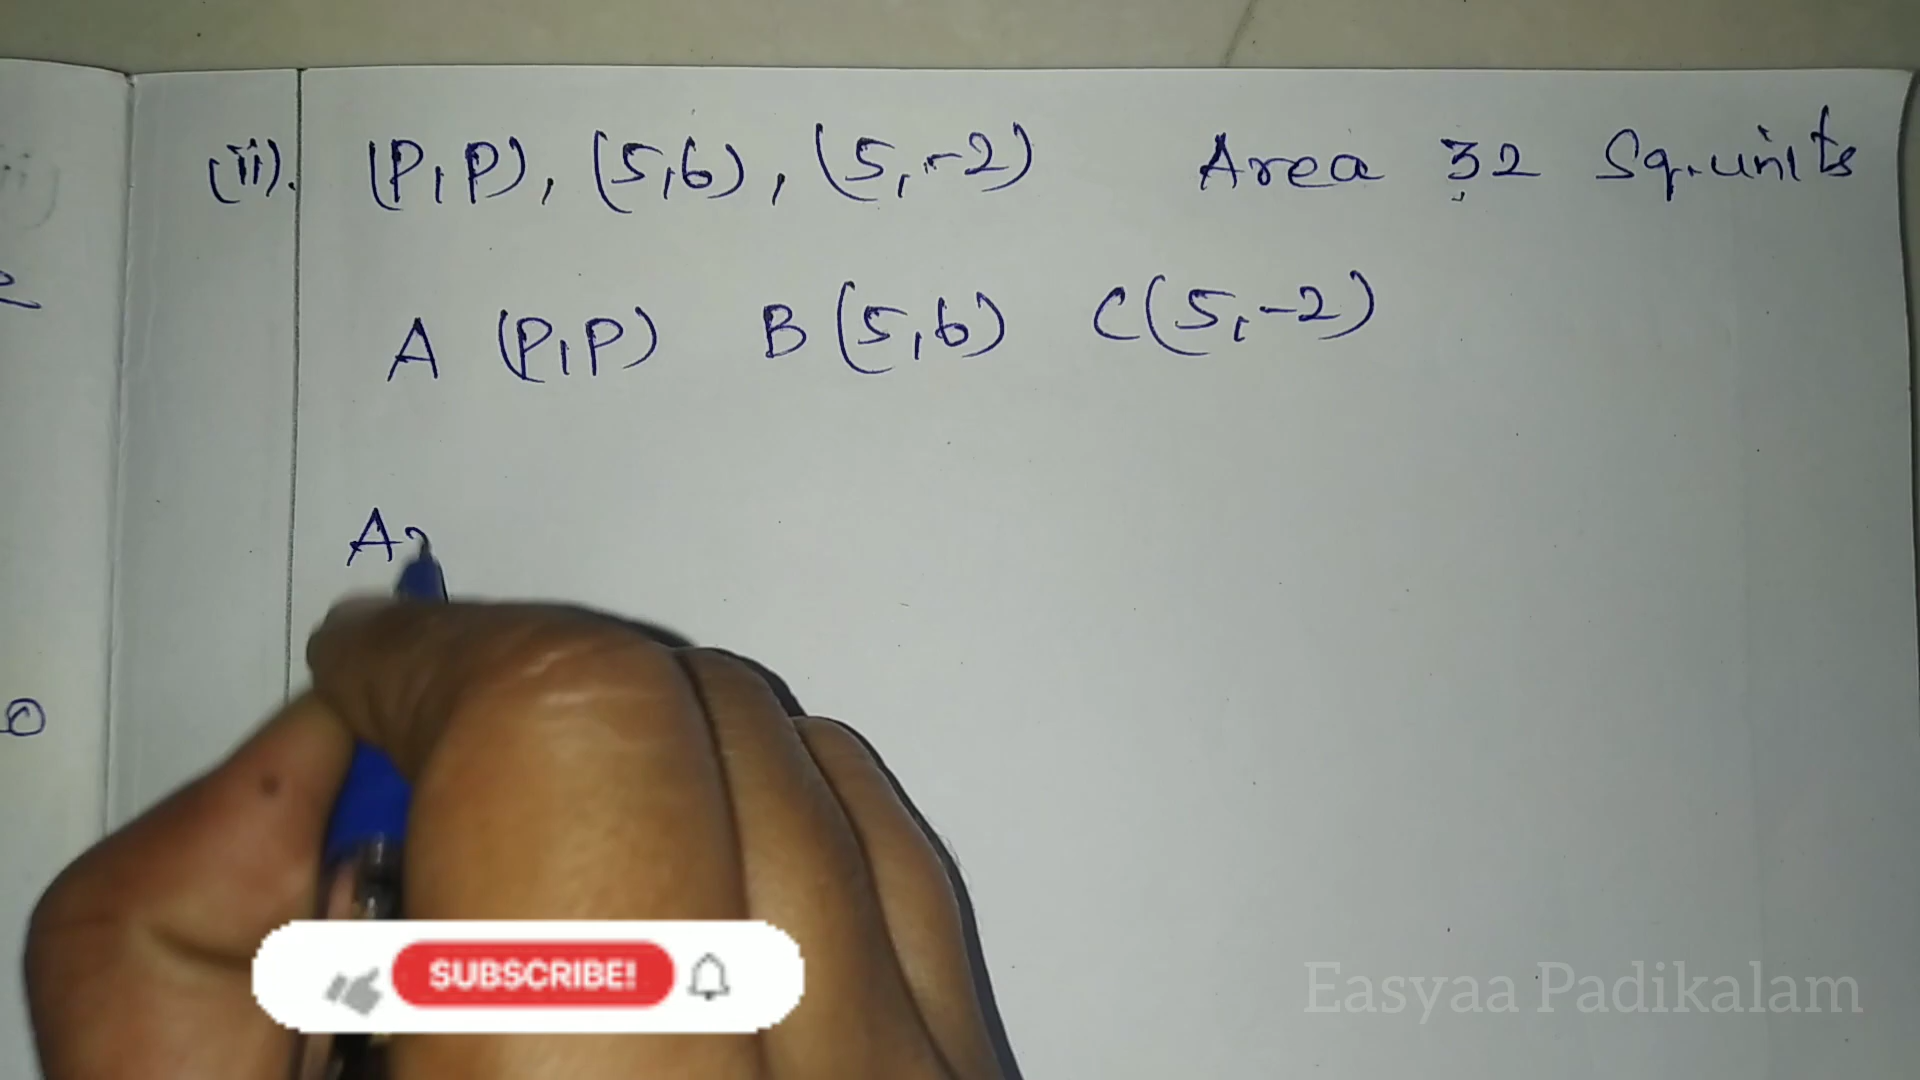 (ii). (P,P), (5,6), (5,-2) Area 32 Sq.units
A (P,P) B (5,6) C(5,-2)
SUBSCRIBE!
Easyaa Padikalam